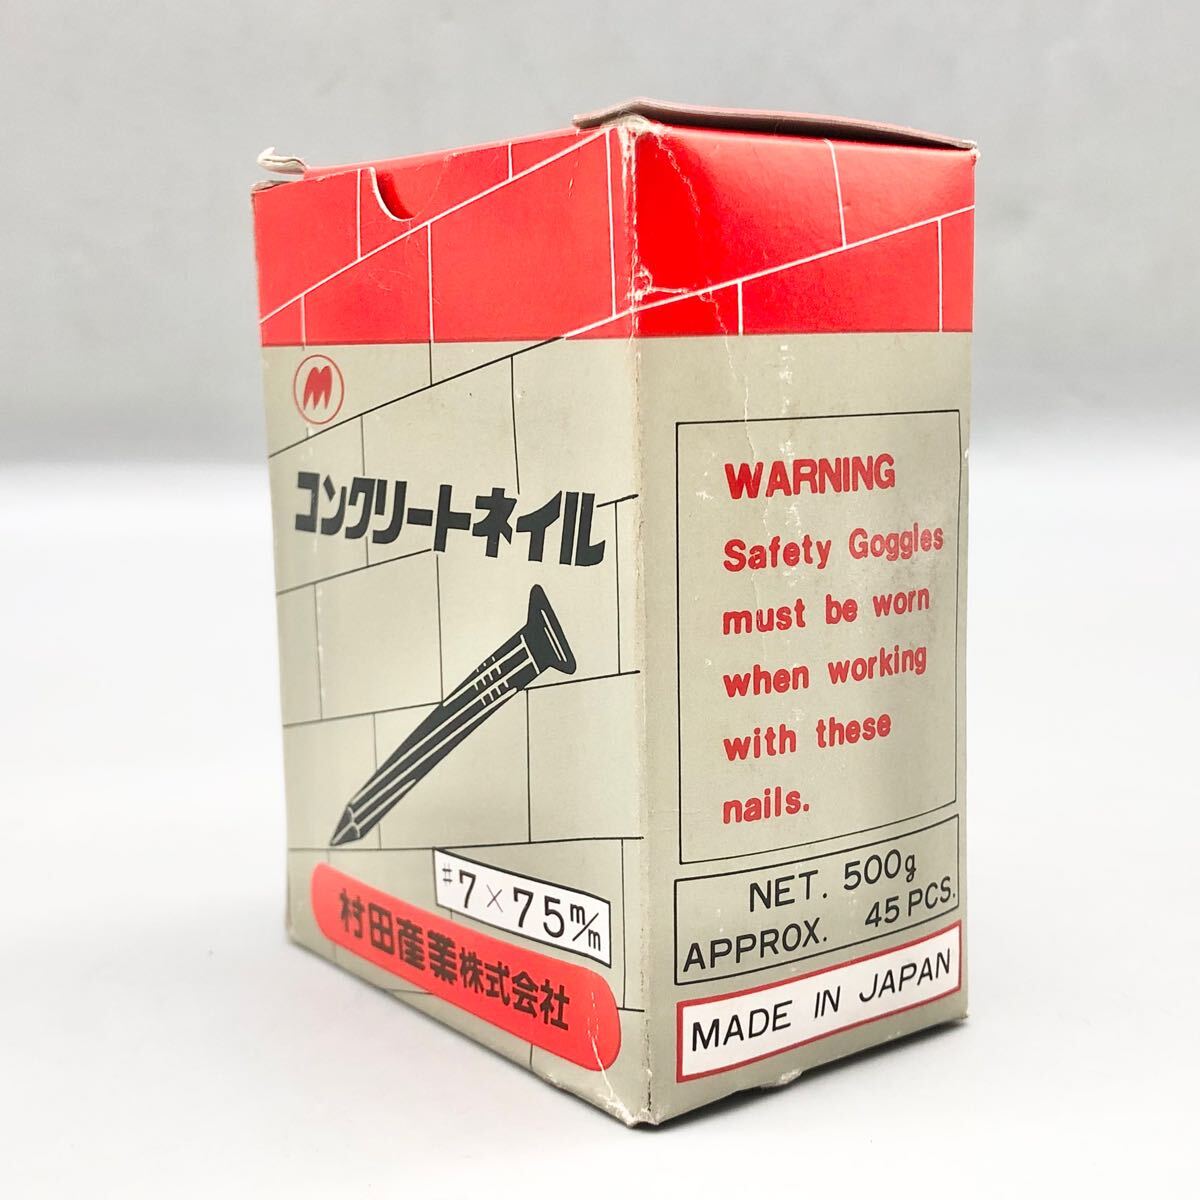 M
コンクリートネイル
#7×75m/m
村田産業株式会社
WARNING
Safety Goggles
must be worn
when working
with these
nails.
NET. 500g
APPROX. 45 PCS.
MADE IN JAPAN